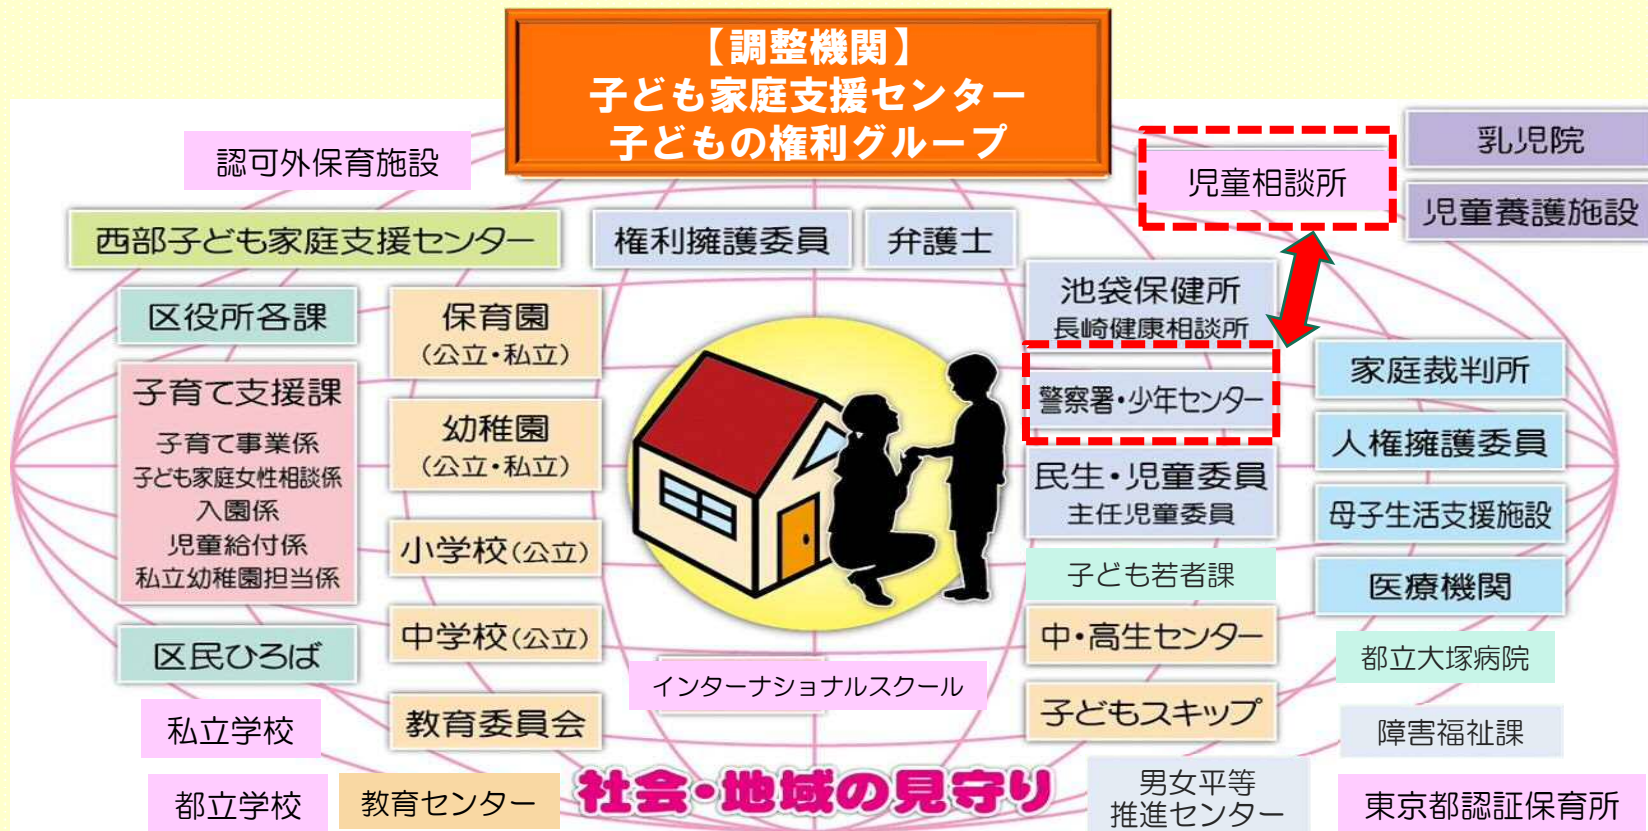 【調整機関】
子ども家庭支援センター
子どもの権利グループ
認可外保育施設
児童相談所
乳児院
児童養護施設
西部子ども家庭支援センター
権利擁護委員
弁護士
区役所各課
保育園
(公立・私立)
池袋保健所
長崎健康相談所
子育て支援課
子育て事業係
子ども家庭女性相談係
入園係
児童給付係
私立幼稚園担当係
幼稚園
(公立・私立)
警察署・少年センター
家庭裁判所
民生・児童委員
主任児童委員
人権擁護委員
母子生活支援施設
小学校(公立)
子ども若者課
医療機関
中学校(公立)
区民ひろば
中・高生センター
都立大塚病院
インターナショナルスクール
教育委員会
子どもスキップ
私立学校
障害福祉課
都立学校
教育センター
社会・地域の見守り
男女平等
推進センター
東京都認証保育所